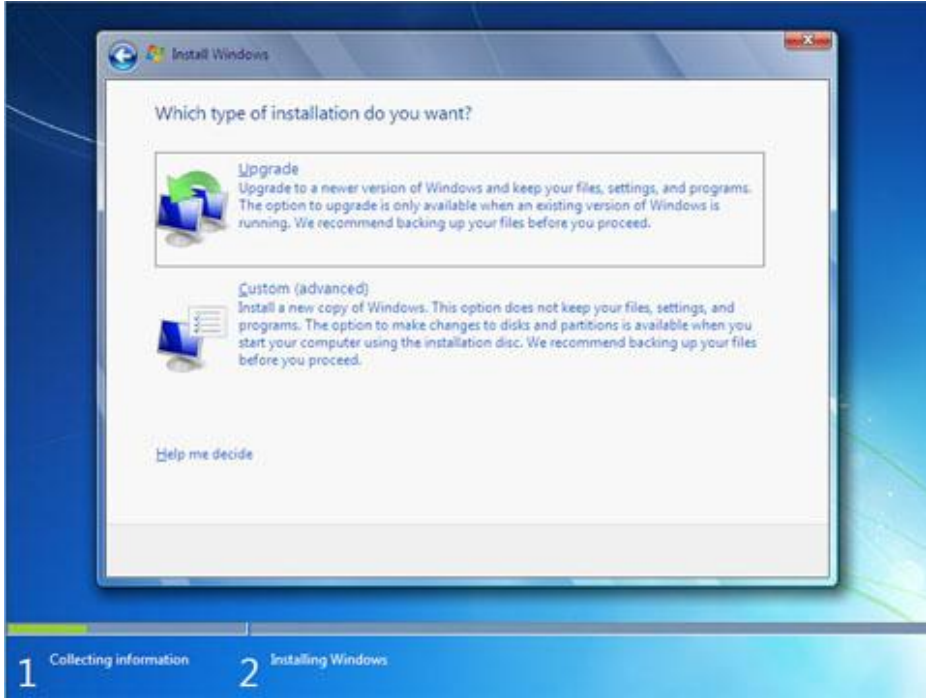 Install Windows
Which type of installation do you want?
Upgrade
Upgrade to a newer version of Windows and keep your files, settings, and programs.
The option to upgrade is only available when an existing version of Windows is
running. We recommend backing up your files before you proceed.
Custom (advanced)
Install a new copy of Windows. This option does not keep your files, settings, and
programs. The option to make changes to disks and partitions is available when you
start your computer using the installation disc. We recommend backing up your files
before you proceed.
Help me decide
1 Collecting information 2 Installing Windows